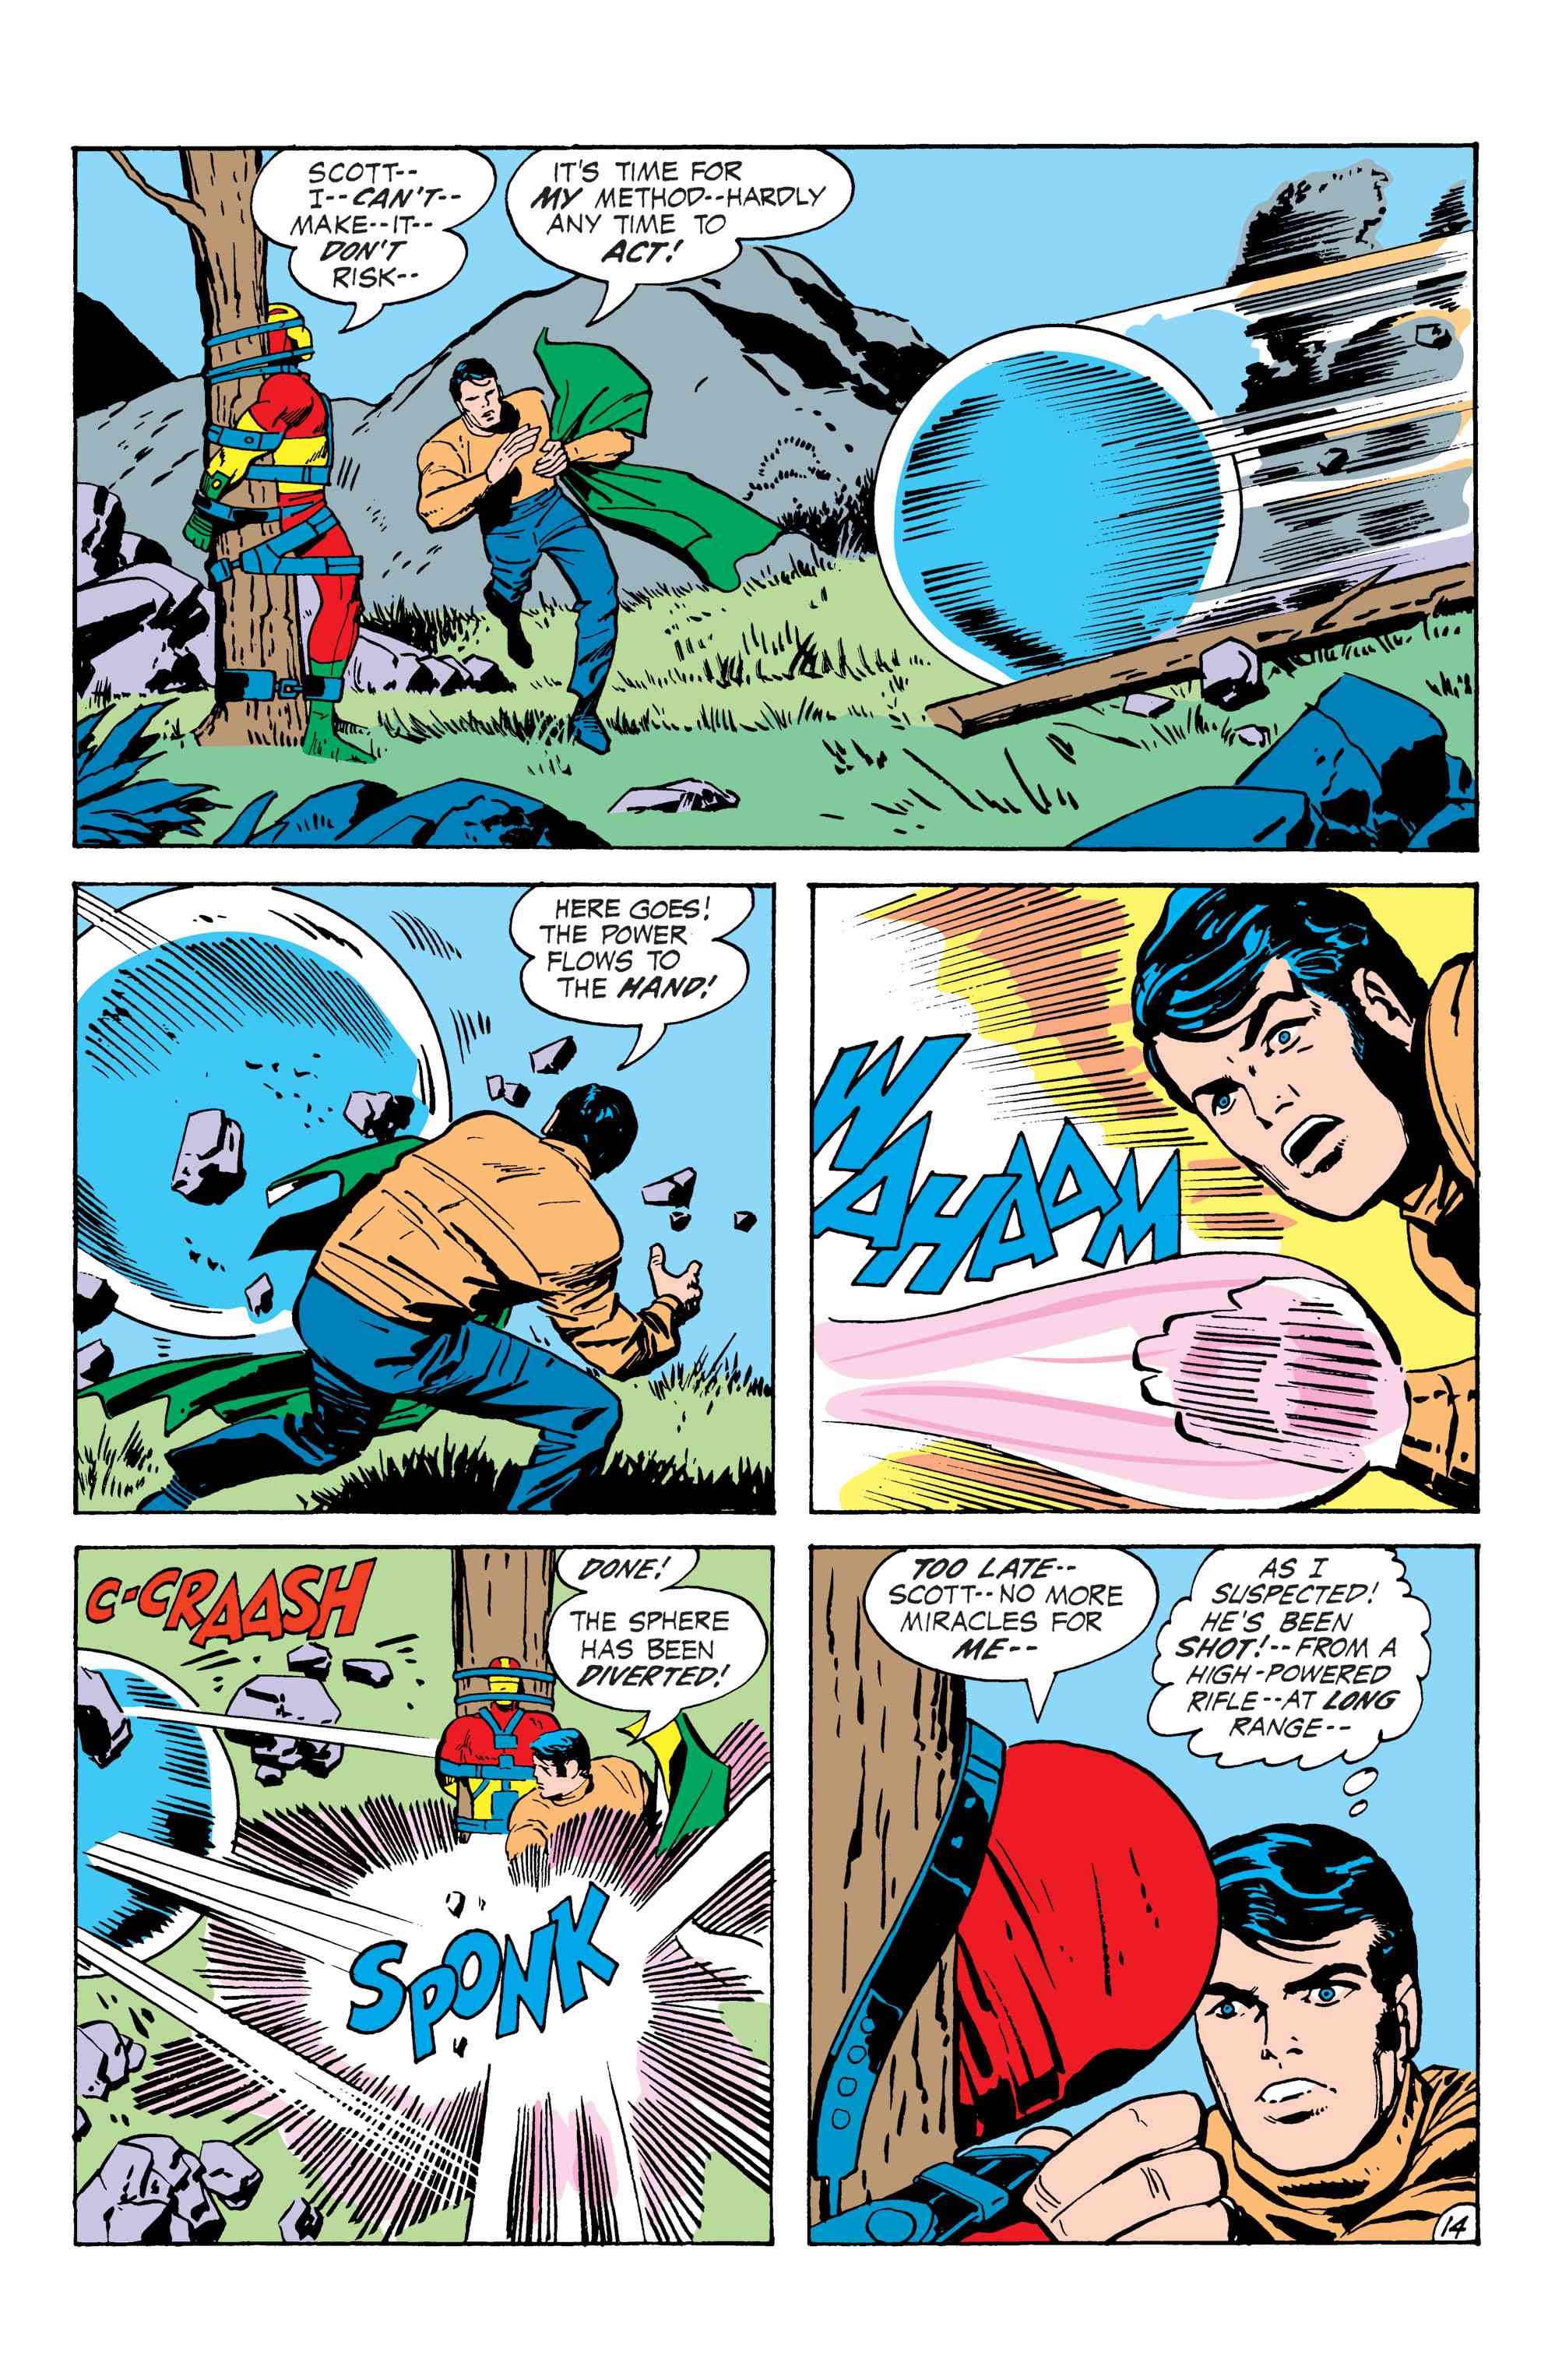 SCOTT--
I--CAN'T--
MAKE--IT--
DON'T
RISK--
IT'S TIME FOR
MY METHOD--HARDLY
ANY TIME TO
ACT!
HERE GOES!
THE POWER
FLOWS TO
THE HAND!
WAHOOM
C-CRAASH
DONE!
THE SPHERE
HAS BEEN
DIVERTED!
SPONK
TOO LATE--
SCOTT--NO MORE
MIRACLES FOR
ME--
AS I
SUSPECTED!
HE'S BEEN
SHOT!--FROM A
HIGH-POWERED
RIFLE--AT LONG
RANGE--
14